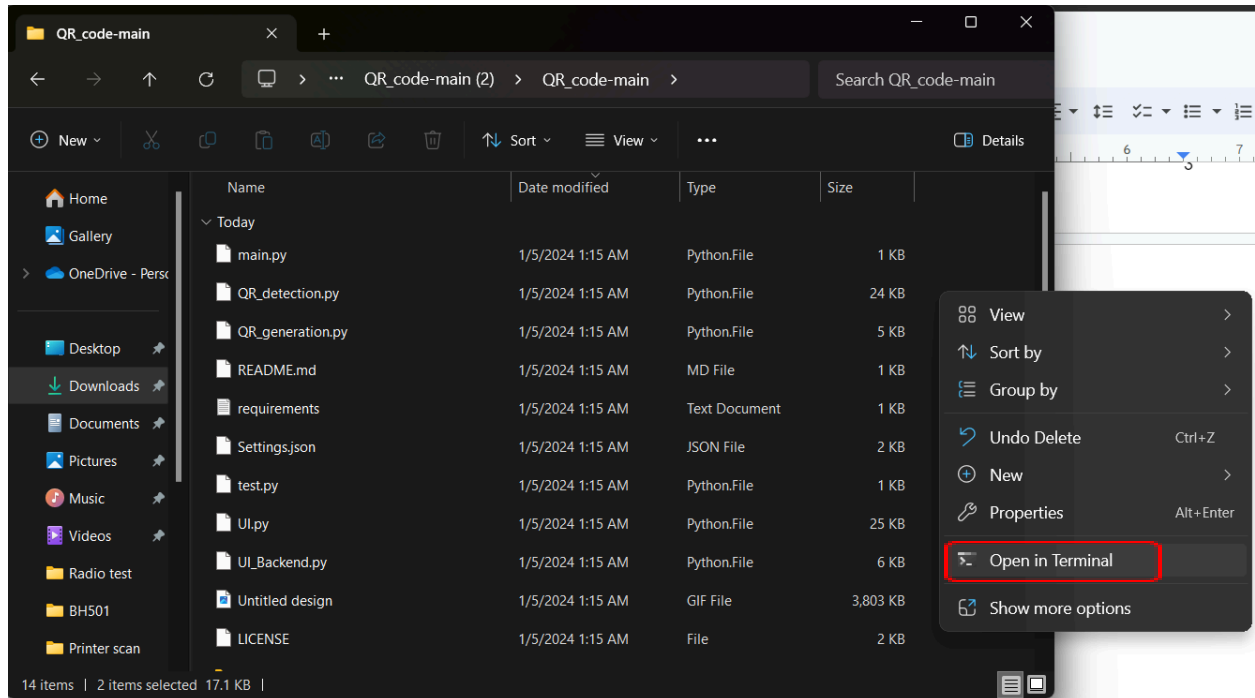 QR_code-main
QR_code-main (2) > QR_code-main > Search QR_code-main
New Sort View ... Details
6 7
5
Name Date modified Type Size
Home
Gallery
OneDrive - Persc
Desktop
Downloads
Documents
Pictures
Music
Videos
Radio test
BH501
Printer scan
Today
main.py 1/5/2024 1:15 AM Python.File 1 KB
QR_detection.py 1/5/2024 1:15 AM Python.File 24 KB
QR_generation.py 1/5/2024 1:15 AM Python.File 5 KB
README.md 1/5/2024 1:15 AM MD File 1 KB
requirements 1/5/2024 1:15 AM Text Document 1 KB
Settings.json 1/5/2024 1:15 AM JSON File 2 KB
test.py 1/5/2024 1:15 AM Python.File 1 KB
UI.py 1/5/2024 1:15 AM Python.File 25 KB
UI_Backend.py 1/5/2024 1:15 AM Python.File 6 KB
Untitled design 1/5/2024 1:15 AM GIF File 3,803 KB
LICENSE 1/5/2024 1:15 AM File 2 KB
View
Sort by
Group by
Undo Delete Ctrl+Z
New
Properties Alt+Enter
Open in Terminal
Show more options
14 items | 2 items selected 17.1 KB |